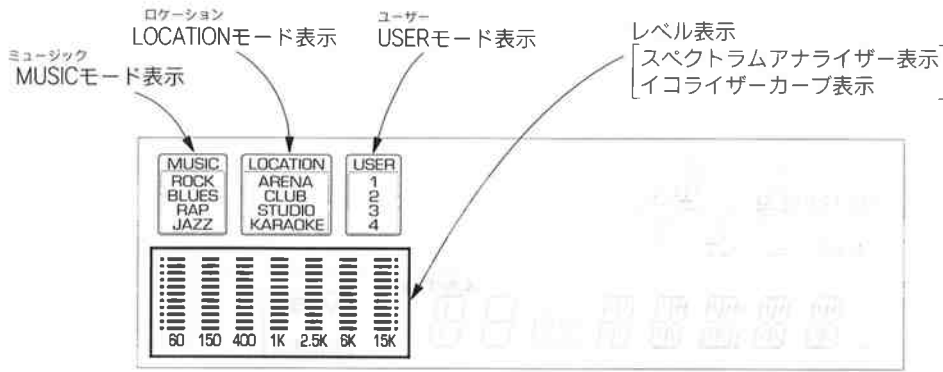 ロケーション
LOCATIONモード表示
ユーザー
USERモード表示
ミュージック
MUSICモード表示
レベル表示
スペクトラムアナライザー表示
イコライザーカーブ表示
MUSIC
ROCK
BLUES
RAP
JAZZ
LOCATION
ARENA
CLUB
STUDIO
KARAOKE
USER
1
2
3
4
60 150 400 1K 2.5K 6K 15K